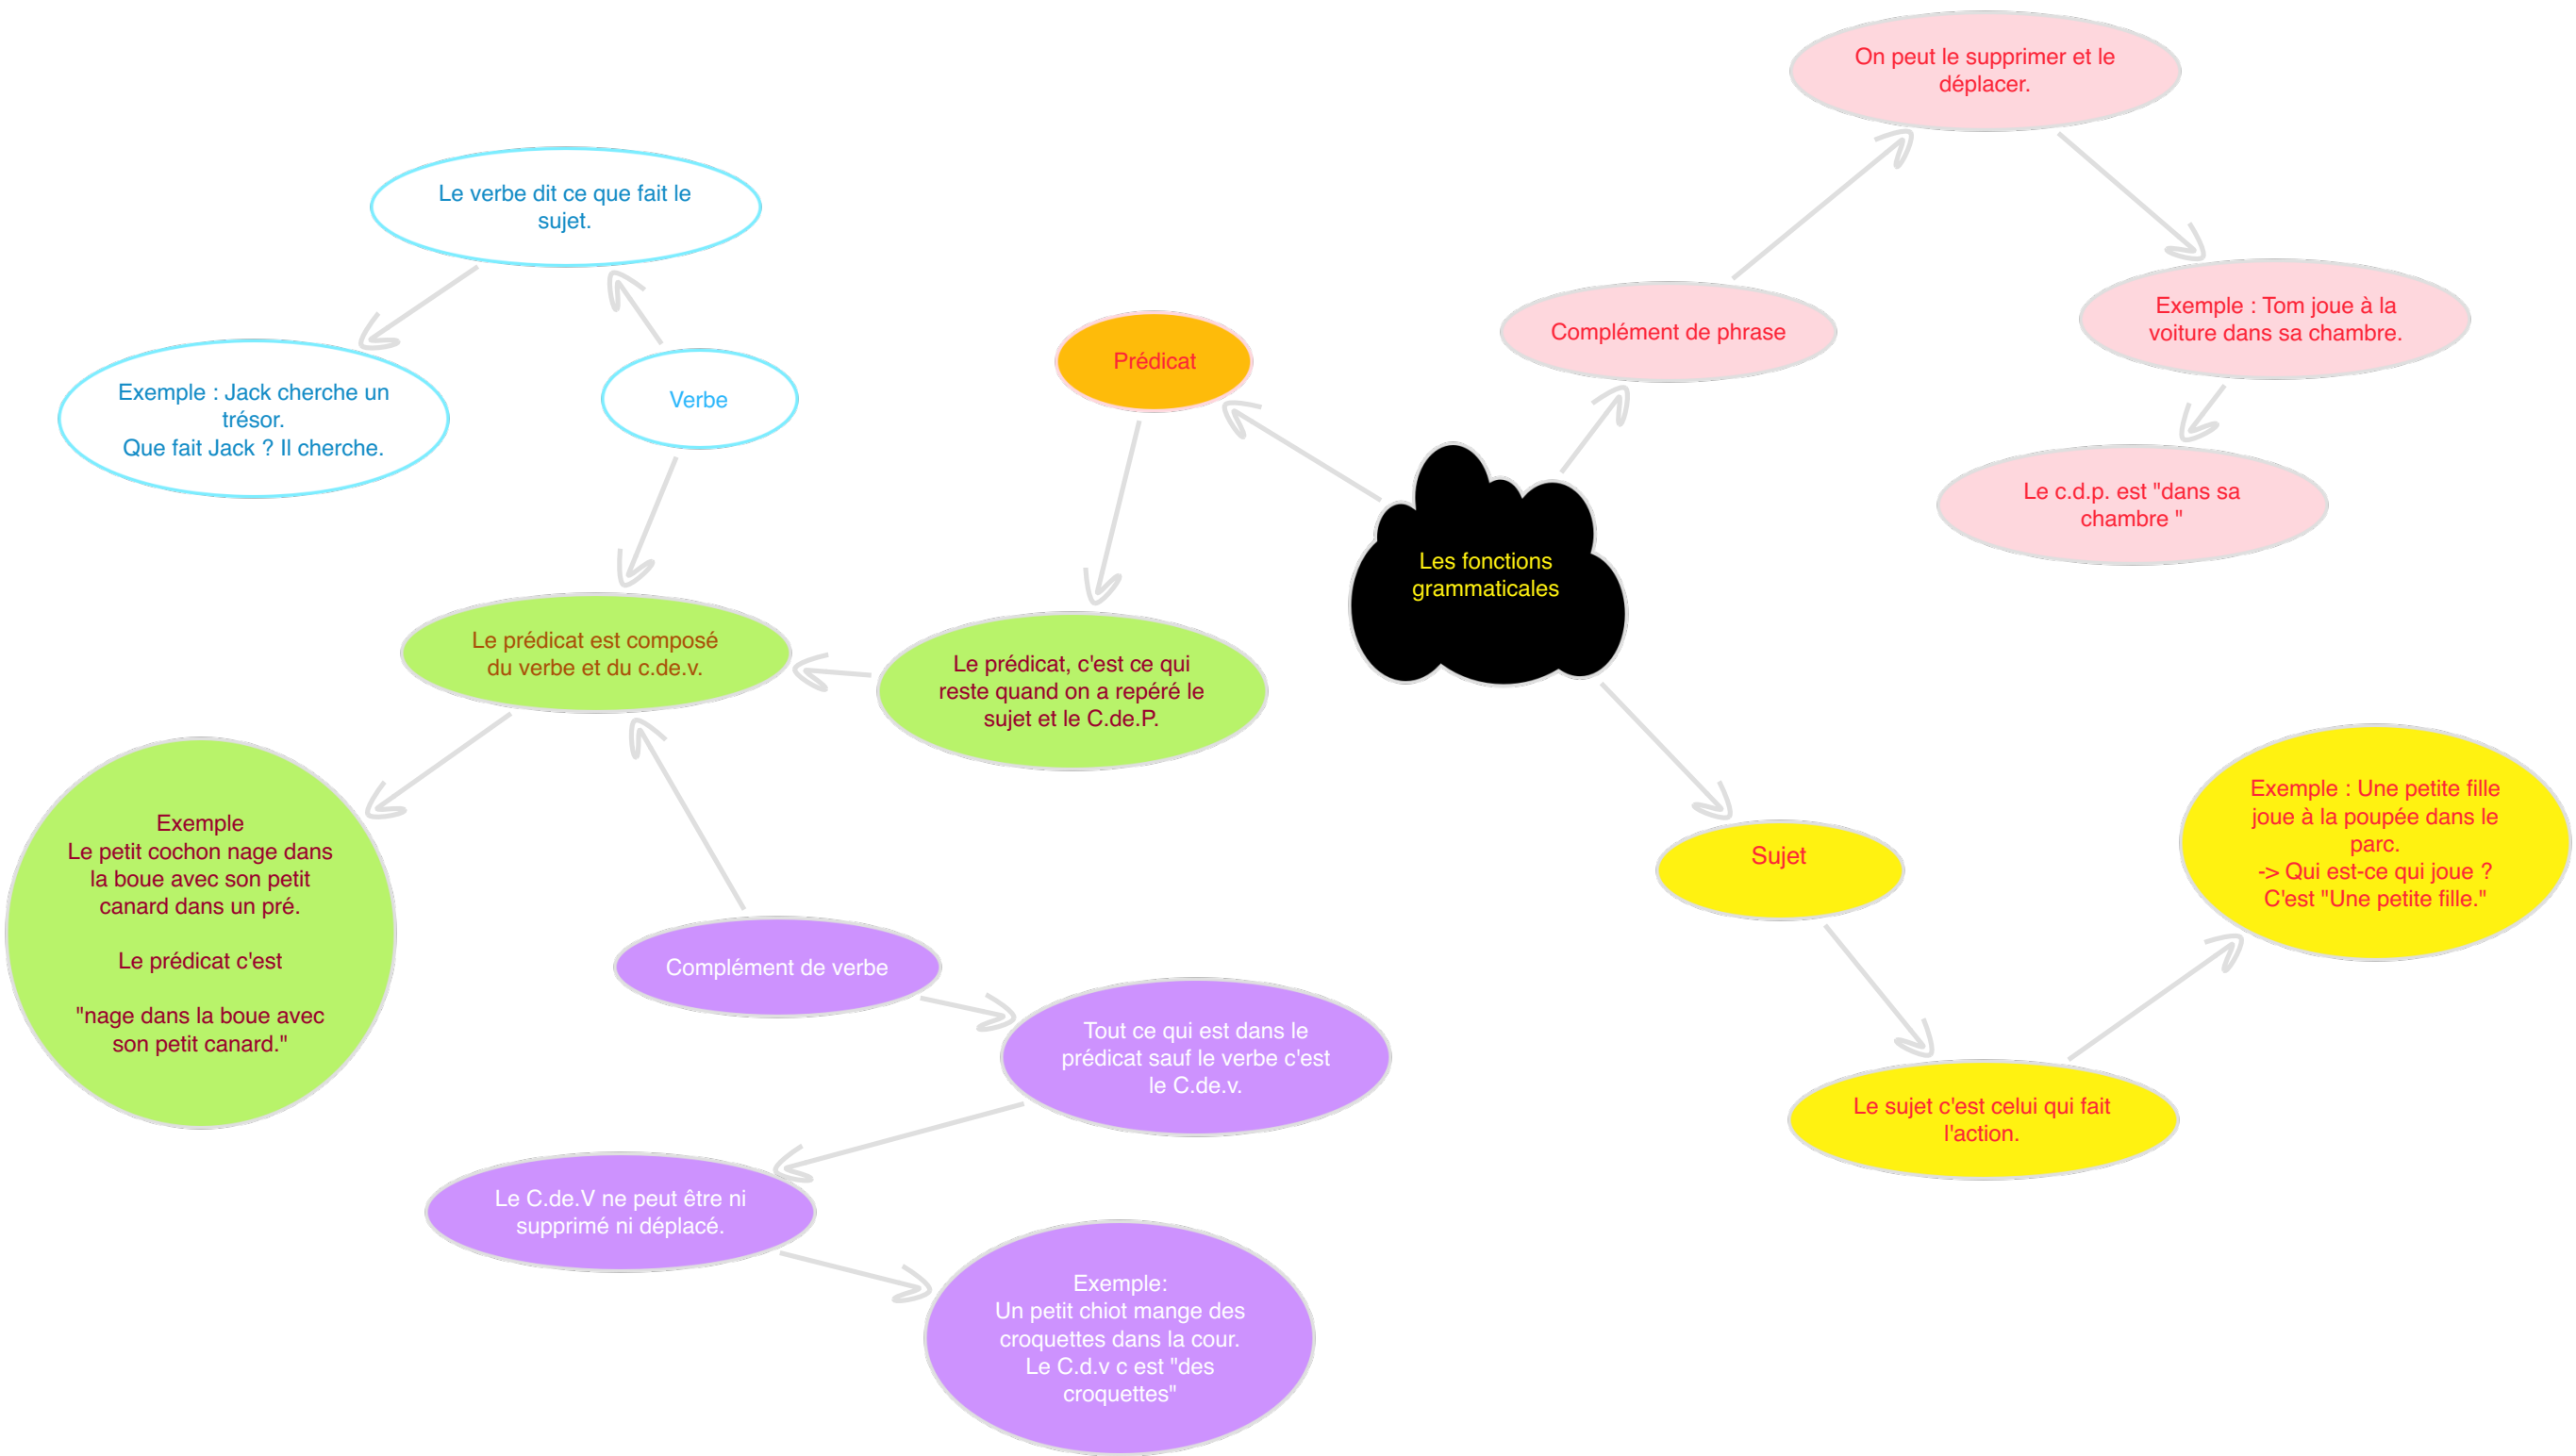 On peut le supprimer et le
déplacer.
Le verbe dit ce que fait le
sujet.
Exemple : Tom joue à la
voiture dans sa chambre.
Complément de phrase
Prédicat
Exemple : Jack cherche un
trésor.
Que fait Jack ? Il cherche.
Verbe
Le c.d.p. est "dans sa
chambre "
Les fonctions
grammaticales
Le prédicat est composé
du verbe et du c.de.v.
Le prédicat, c'est ce qui
reste quand on a repéré le
sujet et le C.de.P.
Exemple : Une petite fille
joue à la poupée dans le
parc.
-> Qui est-ce qui joue ?
C'est "Une petite fille."
Sujet
Exemple
Le petit cochon nage dans
la boue avec son petit
canard dans un pré.
Le prédicat c'est
"nage dans la boue avec
son petit canard."
Complément de verbe
Tout ce qui est dans le
prédicat sauf le verbe c'est
le C.de.v.
Le sujet c'est celui qui fait
l'action.
Le C.de.V ne peut être ni
supprimé ni déplacé.
Exemple:
Un petit chiot mange des
croquettes dans la cour.
Le C.d.v c est "des
croquettes"